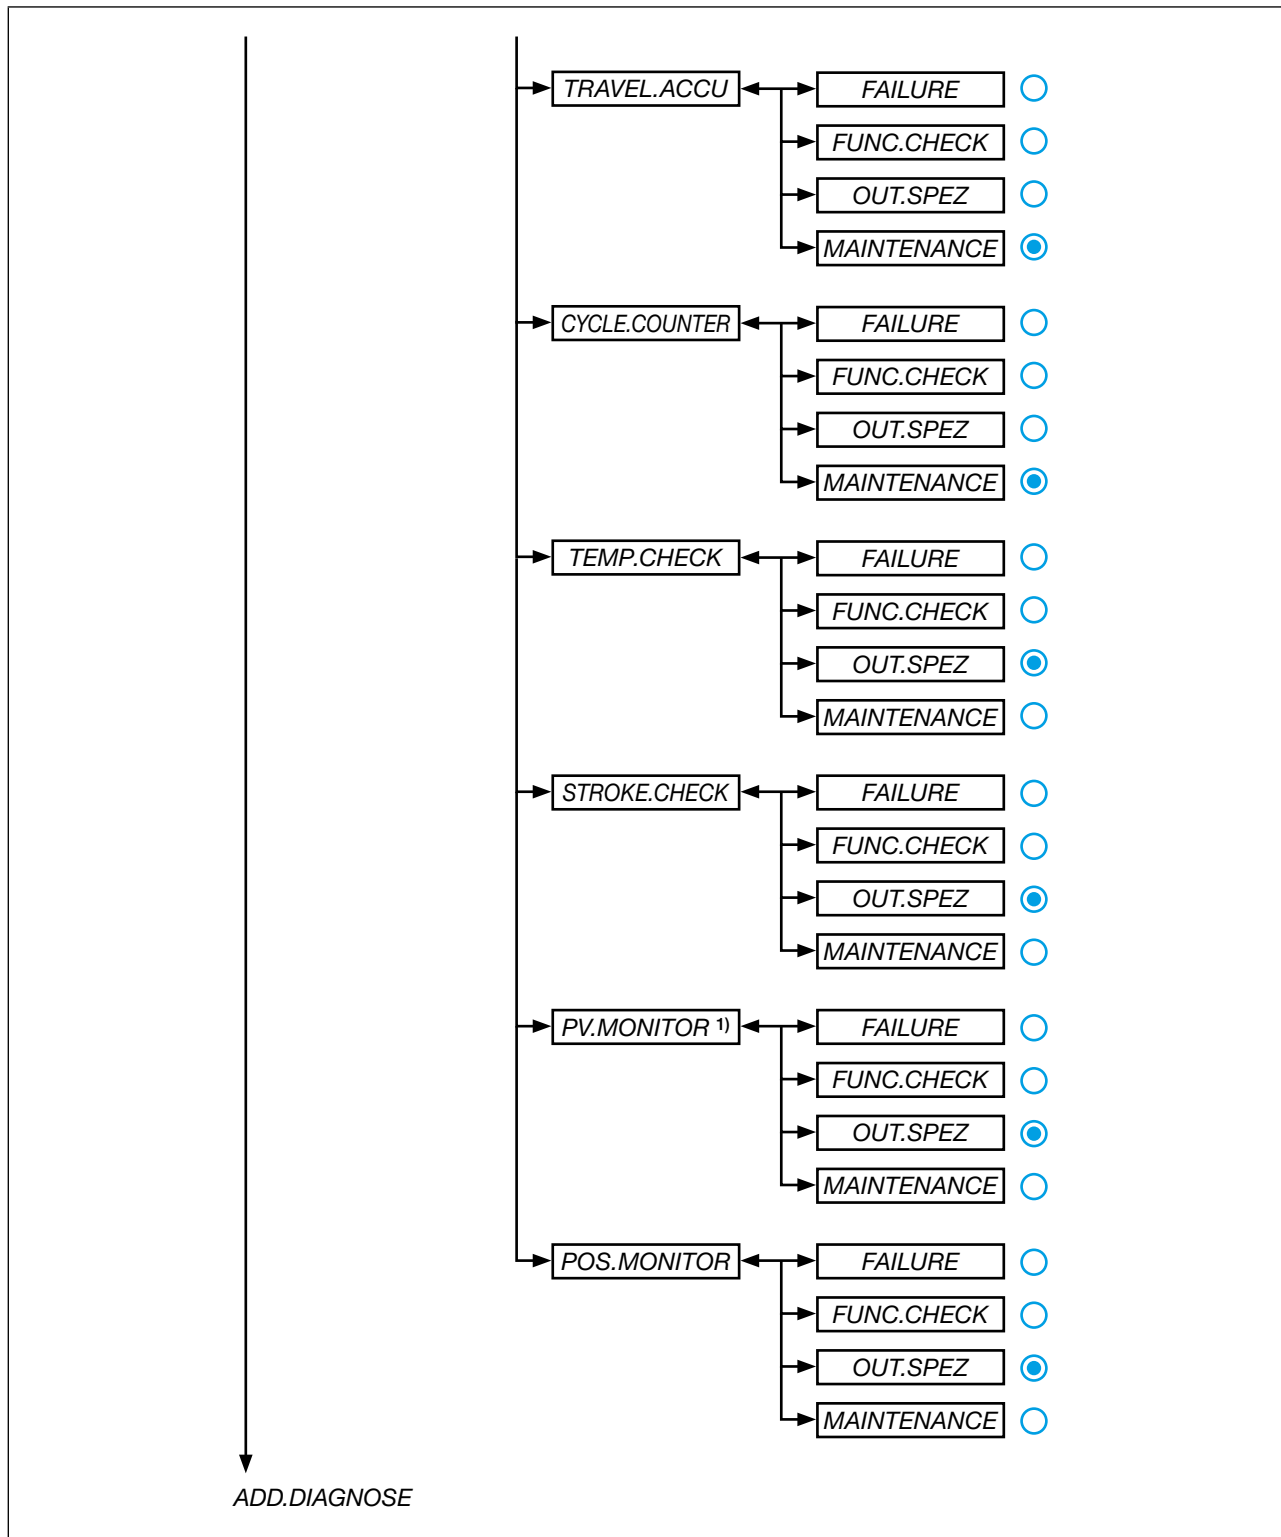 TRAVEL.ACCU FAILURE
FUNC.CHECK
OUT.SPEZ
MAINTENANCE
CYCLE.COUNTER FAILURE
FUNC.CHECK
OUT.SPEZ
MAINTENANCE
TEMP.CHECK FAILURE
FUNC.CHECK
OUT.SPEZ
MAINTENANCE
STROKE.CHECK FAILURE
FUNC.CHECK
OUT.SPEZ
MAINTENANCE
PV.MONITOR 1) FAILURE
FUNC.CHECK
OUT.SPEZ
MAINTENANCE
POS.MONITOR FAILURE
FUNC.CHECK
OUT.SPEZ
MAINTENANCE
ADD.DIAGNOSE